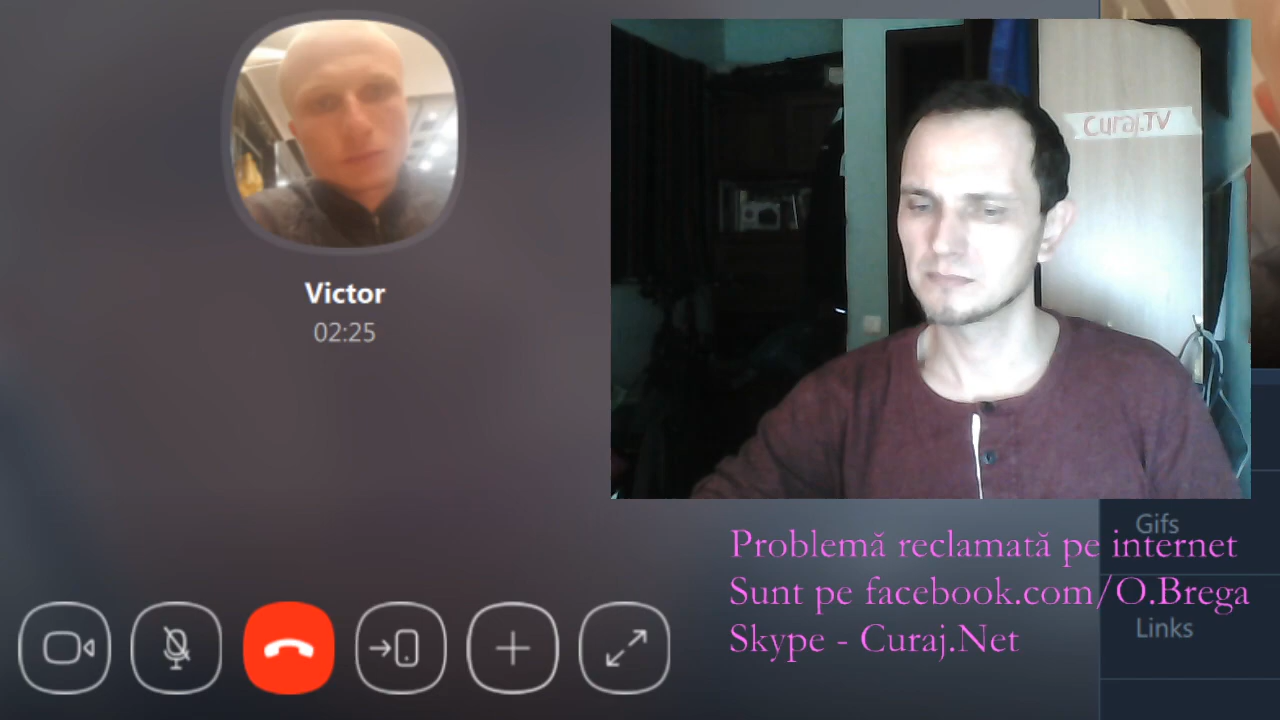 Curaj.TV
Victor
02:25
Gifs
Problemă reclamată pe internet
Sunt pe facebook.com/O.Brega
Links
Skype - Curaj.Net